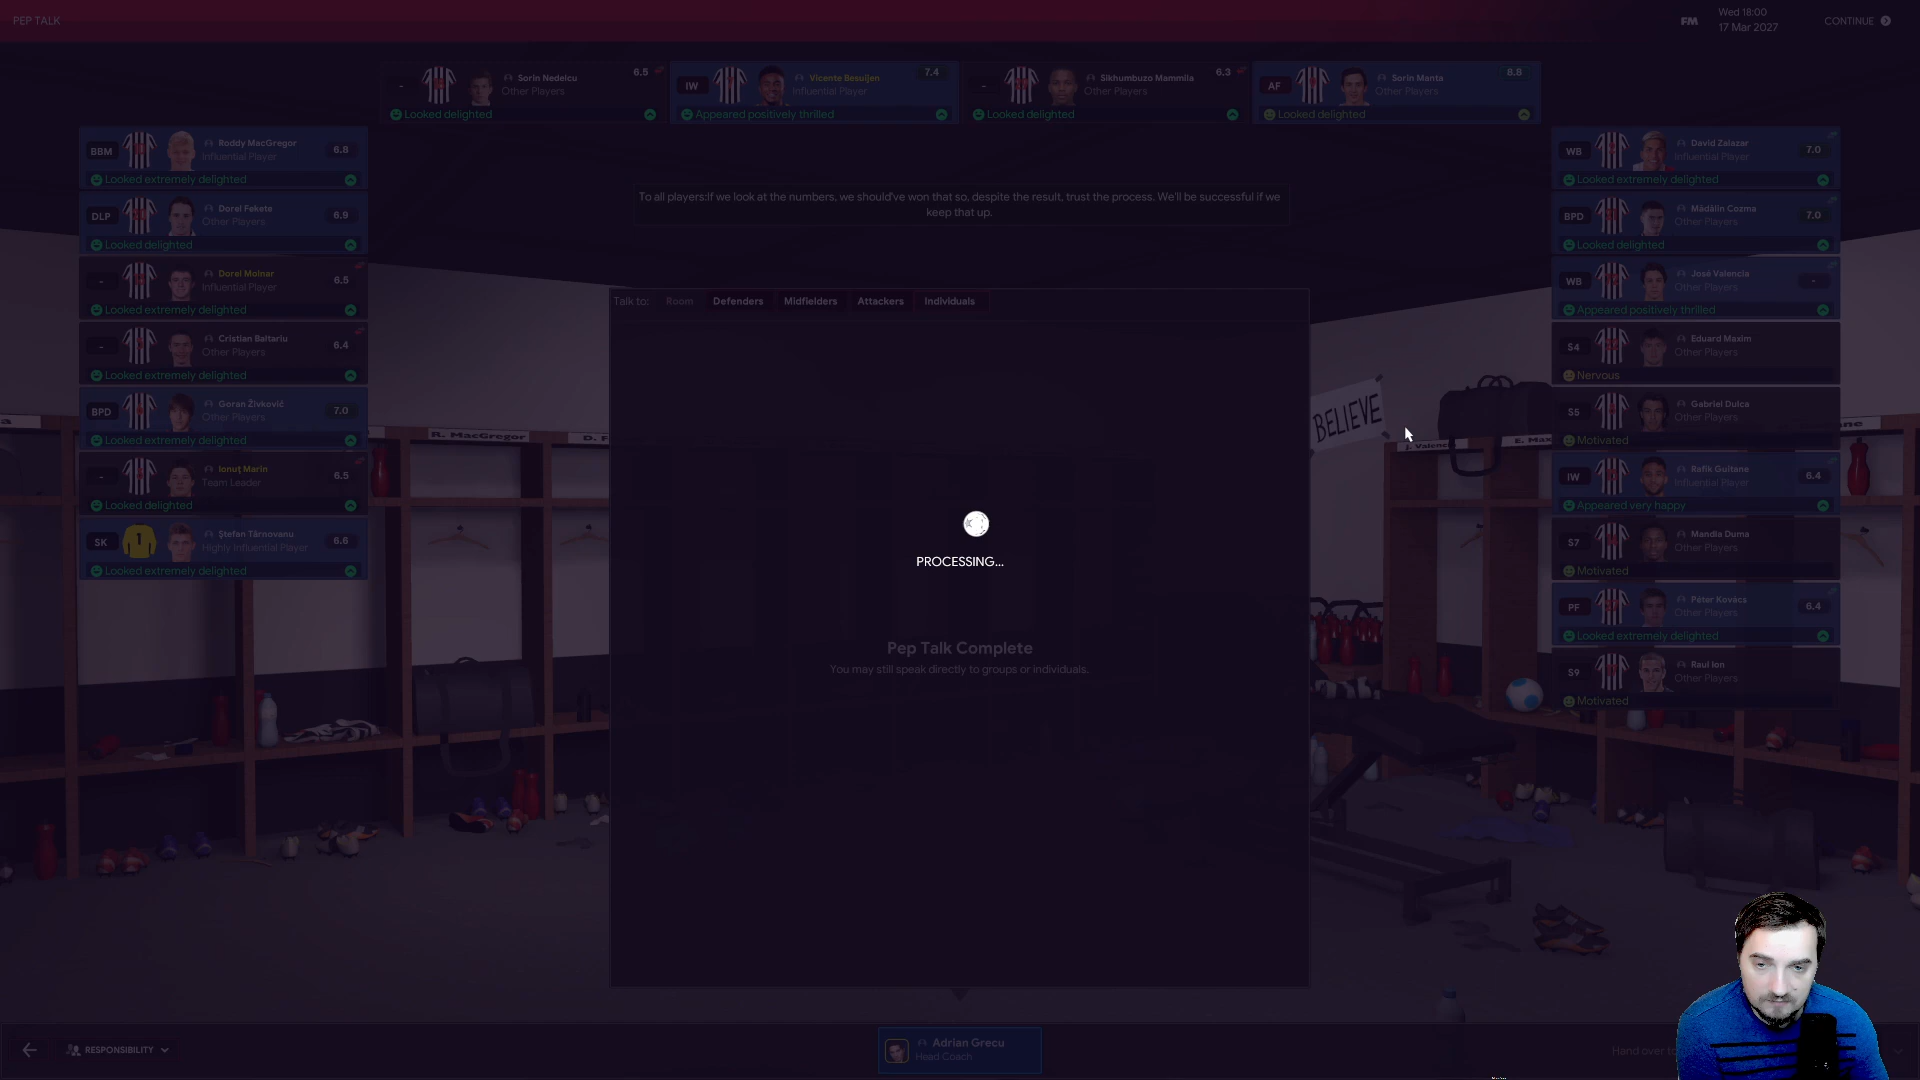 PEP TALK
FM
Wed 18:00
17 Mar 2027
CONTINUE
-
Sorin Nedelcu
Other Players
6.5
Looked delighted
IW
Vicente Besuijen
Influential Player
7.4
Appeared positively thrilled
-
Sikhumbuzo Mammila
Other Players
6.3
Looked delighted
AF
Sorin Manta
Other Players
8.8
Looked delighted
BBM
Roddy MacGregor
Influential Player
6.8
Looked extremely delighted
DLP
Dorel Fekete
Other Players
6.9
Looked delighted
-
Dorel Molnar
Influential Player
6.5
Looked extremely delighted
-
Cristian Baltariu
Other Players
6.4
Looked extremely delighted
BPD
Goran Živković
Other Players
7.0
Looked extremely delighted
-
Ionuț Marin
Team Leader
6.5
Looked delighted
SK
1
Ștefan Târnovanu
Highly Influential Player
6.8
Looked extremely delighted
To all players:If we look at the numbers, we should've won that so, despite the result, trust the process. We'll be successful if we
keep that up.
Talk to:
Room
Defenders
Midfielders
Attackers
Individuals
PROCESSING...
Pep Talk Complete
You may still speak directly to groups or individuals.
WB
David Zalazar
Influential Player
7.0
Looked extremely delighted
BPD
Mădălin Cozma
Other Players
7.0
Looked delighted
WB
José Valencia
Other Players
-
Appeared positively thrilled
S4
Eduard Maxim
Other Players
Nervous
S5
Gabriel Dulca
Other Players
Motivated
IW
Rafik Guitane
Influential Player
6.4
Appeared very happy
S7
Mandla Duma
Other Players
Motivated
PF
Péter Kovács
Other Players
6.4
Looked extremely delighted
S9
Raul Ion
Other Players
Motivated
BELIEVE
R. MacGregor
RESPONSIBILITY
Adrian Grecu
Head Coach
Hand over to